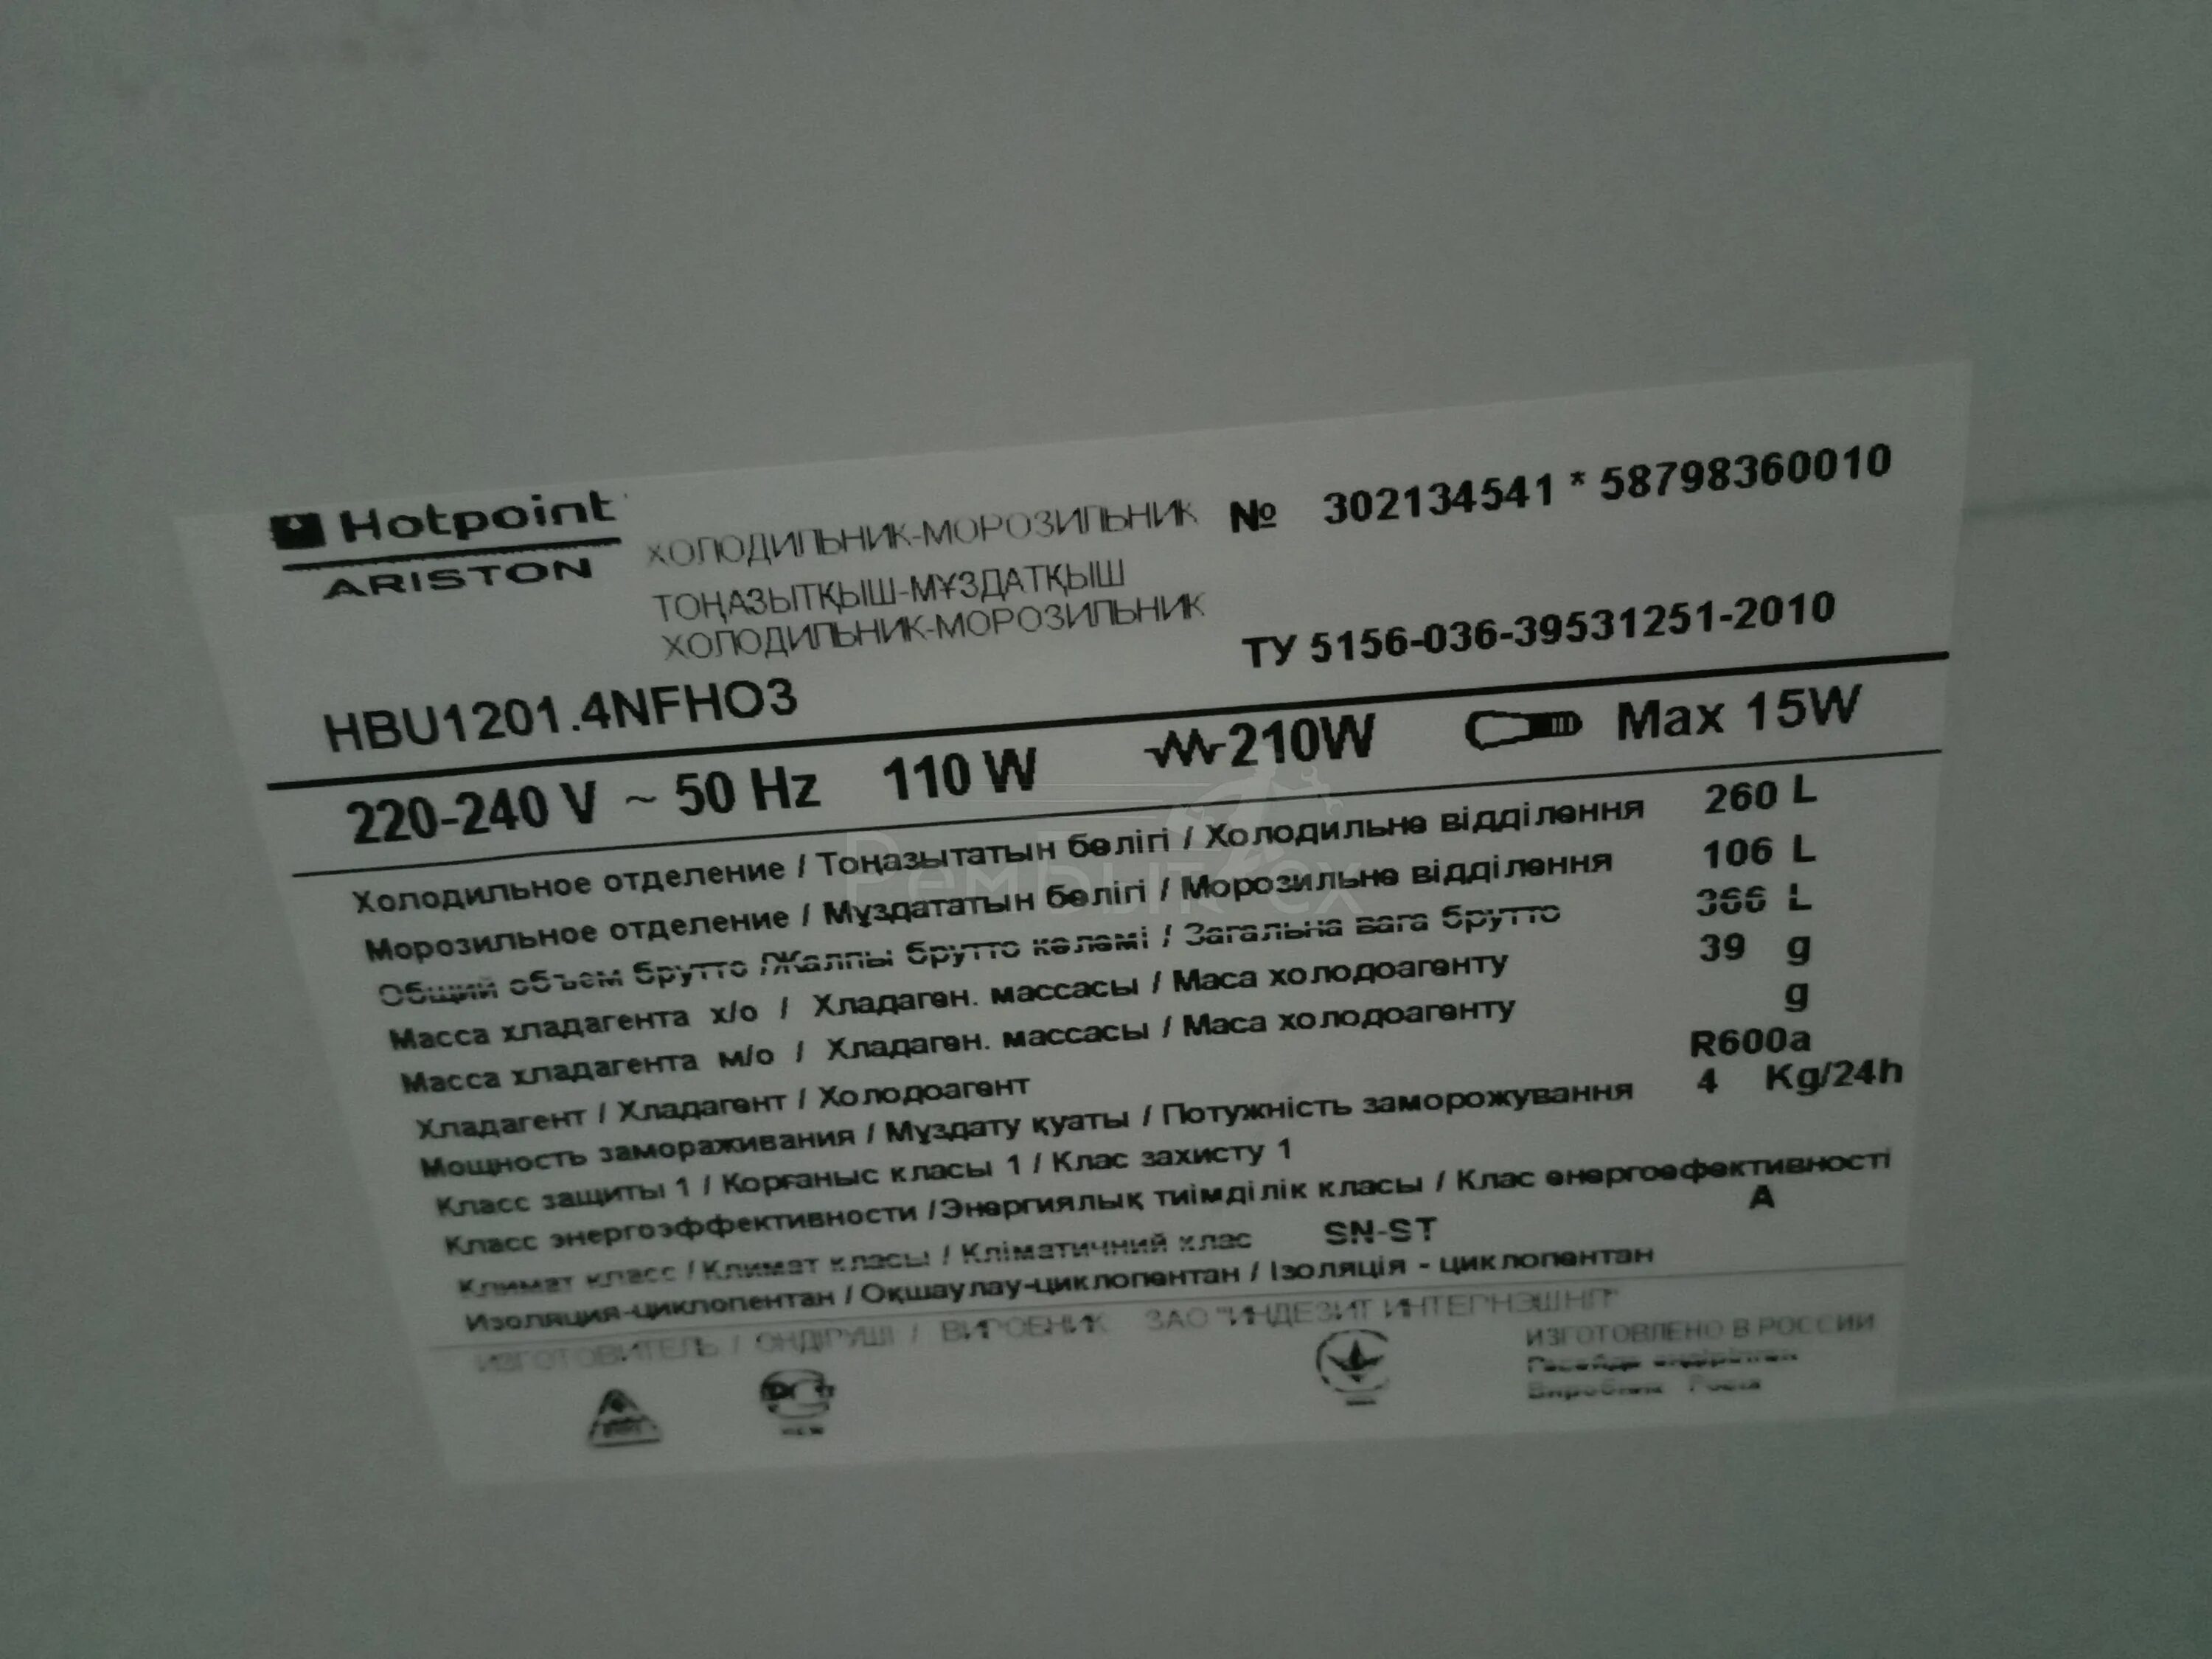 Hotpoint
ARISTON
ХОЛОДИЛЬНИК-МОРОЗИЛЬНИК
ТОҢАЗЫТҚЫШ-МҰЗДАТҚЫШ
ХОЛОДИЛЬНИК-МОРОЗИЛЬНИК
№ 302134541 * 58798360010
ТУ 5156-036-39531251-2010
HBU1201.4NFHO3
220-240 V ~ 50 Hz 110 W 210W Max 15W
Холодильное отделение / Тоңазытатын бөлігі / Холодильне відділення 260 L
Морозильное отделение / Мұздататын бөлігі / Морозильне відділення 106 L
Общий объем брутто /Жалпы брутто көлемі / Загальна вага брутто 366 L
Масса хладагента х/о / Хладаген. массасы / Маса холодоагенту 39 g
Масса хладагента м/о / Хладаген. массасы / Маса холодоагенту g
Хладагент / Хладагент / Холодоагент R600a
Мощность замораживания / Мұздату қуаты / Потужність заморожування 4 Kg/24h
Класс защиты 1 / Корғаныс класы 1 / Клас захисту 1
Класс энергоэффективности /Энергиялық тиімділік класы / Клас енергоефективності
A
Климат класс / Климат класы / Кліматичний клас SN-ST
Изоляция-циклопентан / Оқшаулау-циклопентан / Ізоляція - циклопентан
ИЗГОТОВИТЕЛЬ / ӨНДІРУШІ / ВИРОБНИК ЗАО "ИНДЕЗИТ ИНТЕРНЭШНЛ"
ИЗГОТОВЛЕНО В РОССИИ
РемБытТех